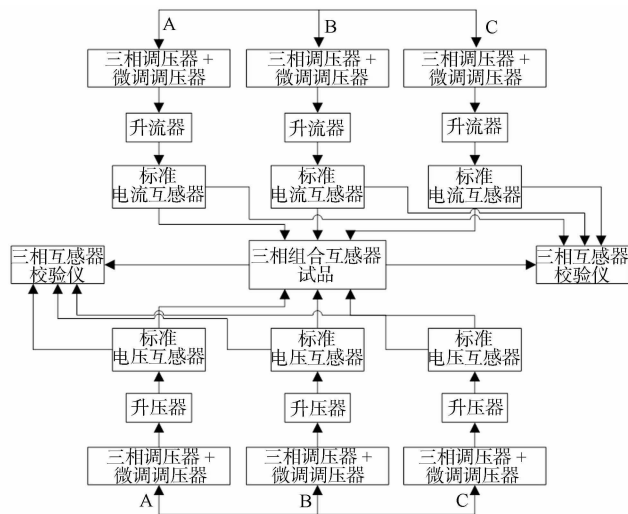 A
B
C
三相调压器 +
微调调压器
三相调压器 +
微调调压器
三相调压器 +
微调调压器
升流器
升流器
升流器
标准
电流互感器
标准
电流互感器
标准
电流互感器
三相互感器
校验仪
三相组合互感器
试品
三相互感器
校验仪
标准
电压互感器
标准
电压互感器
标准
电压互感器
升压器
升压器
升压器
三相调压器 +
微调调压器
三相调压器 +
微调调压器
三相调压器 +
微调调压器
A
B
C